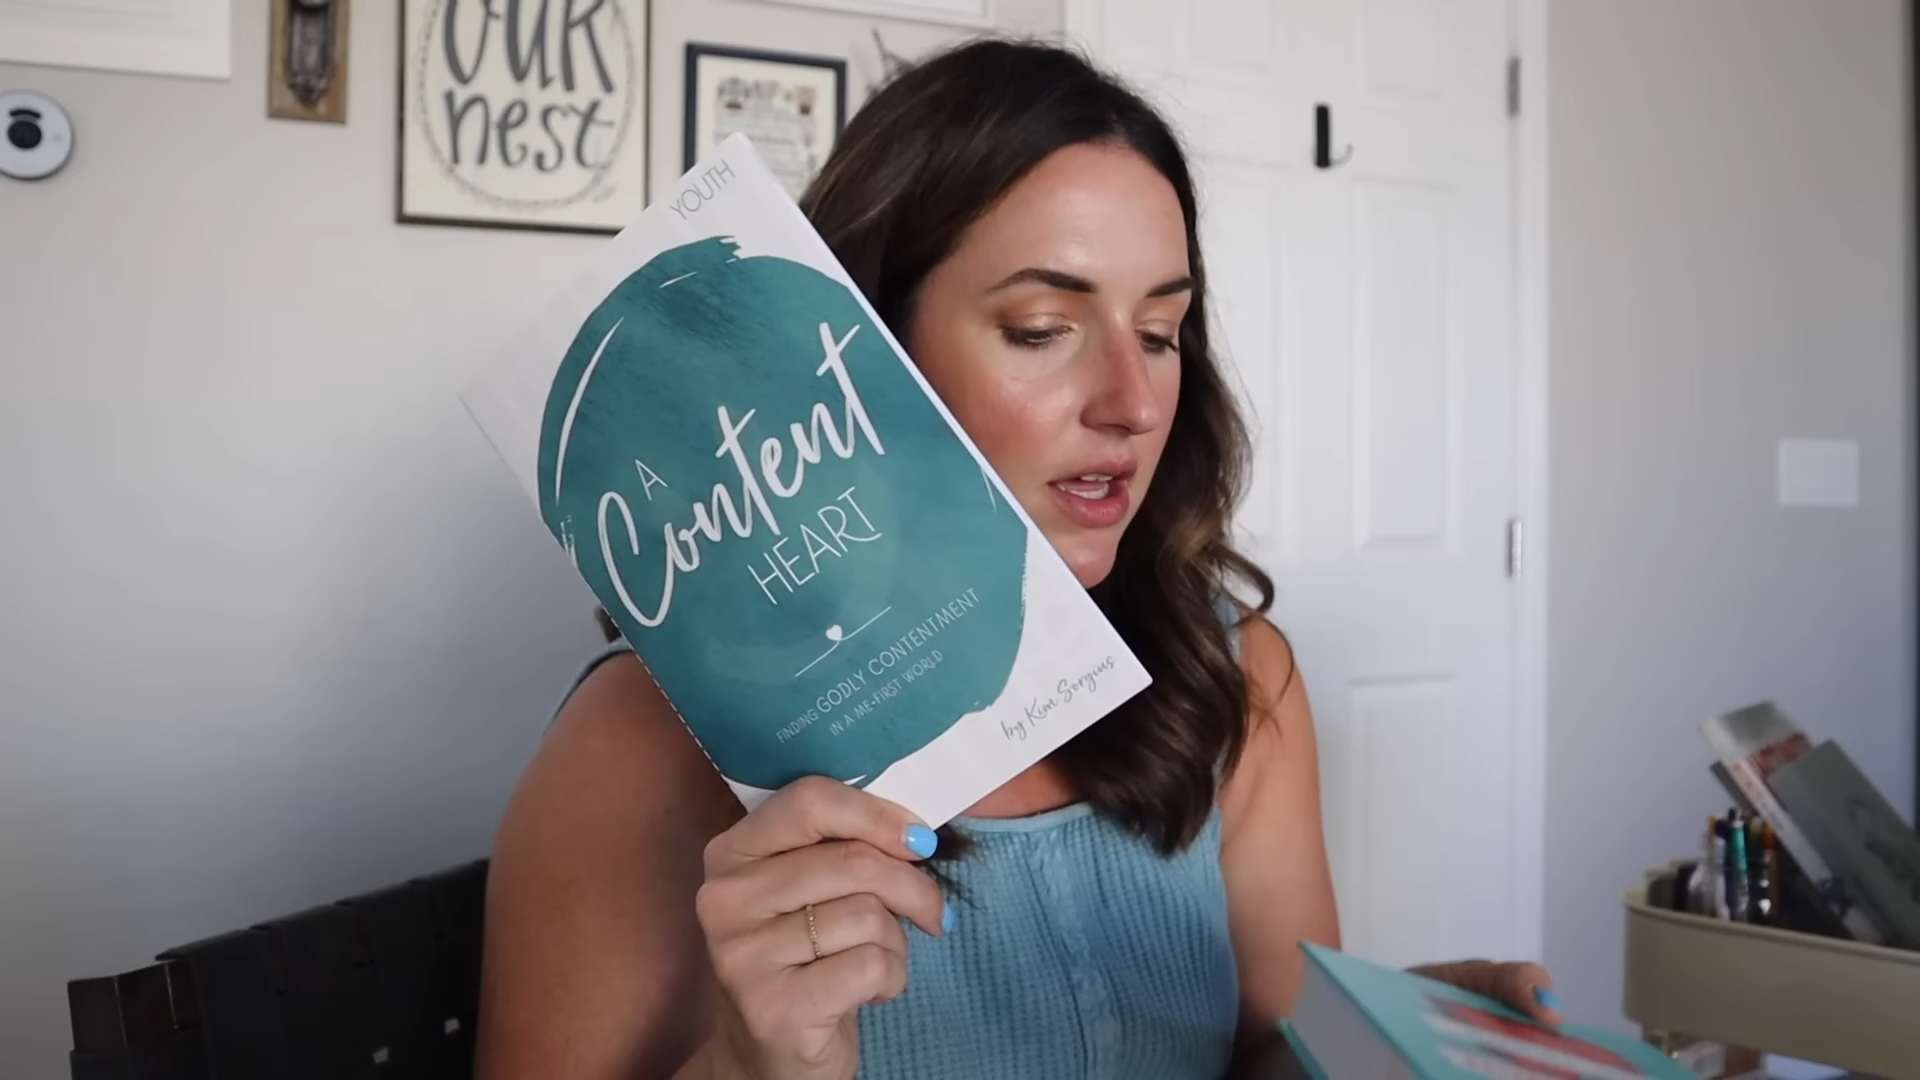 OUR
nest
YOUTH
A
Content
HEART
FINDING GODLY CONTENTMENT
IN A ME-FIRST WORLD
by Kim Sorgius